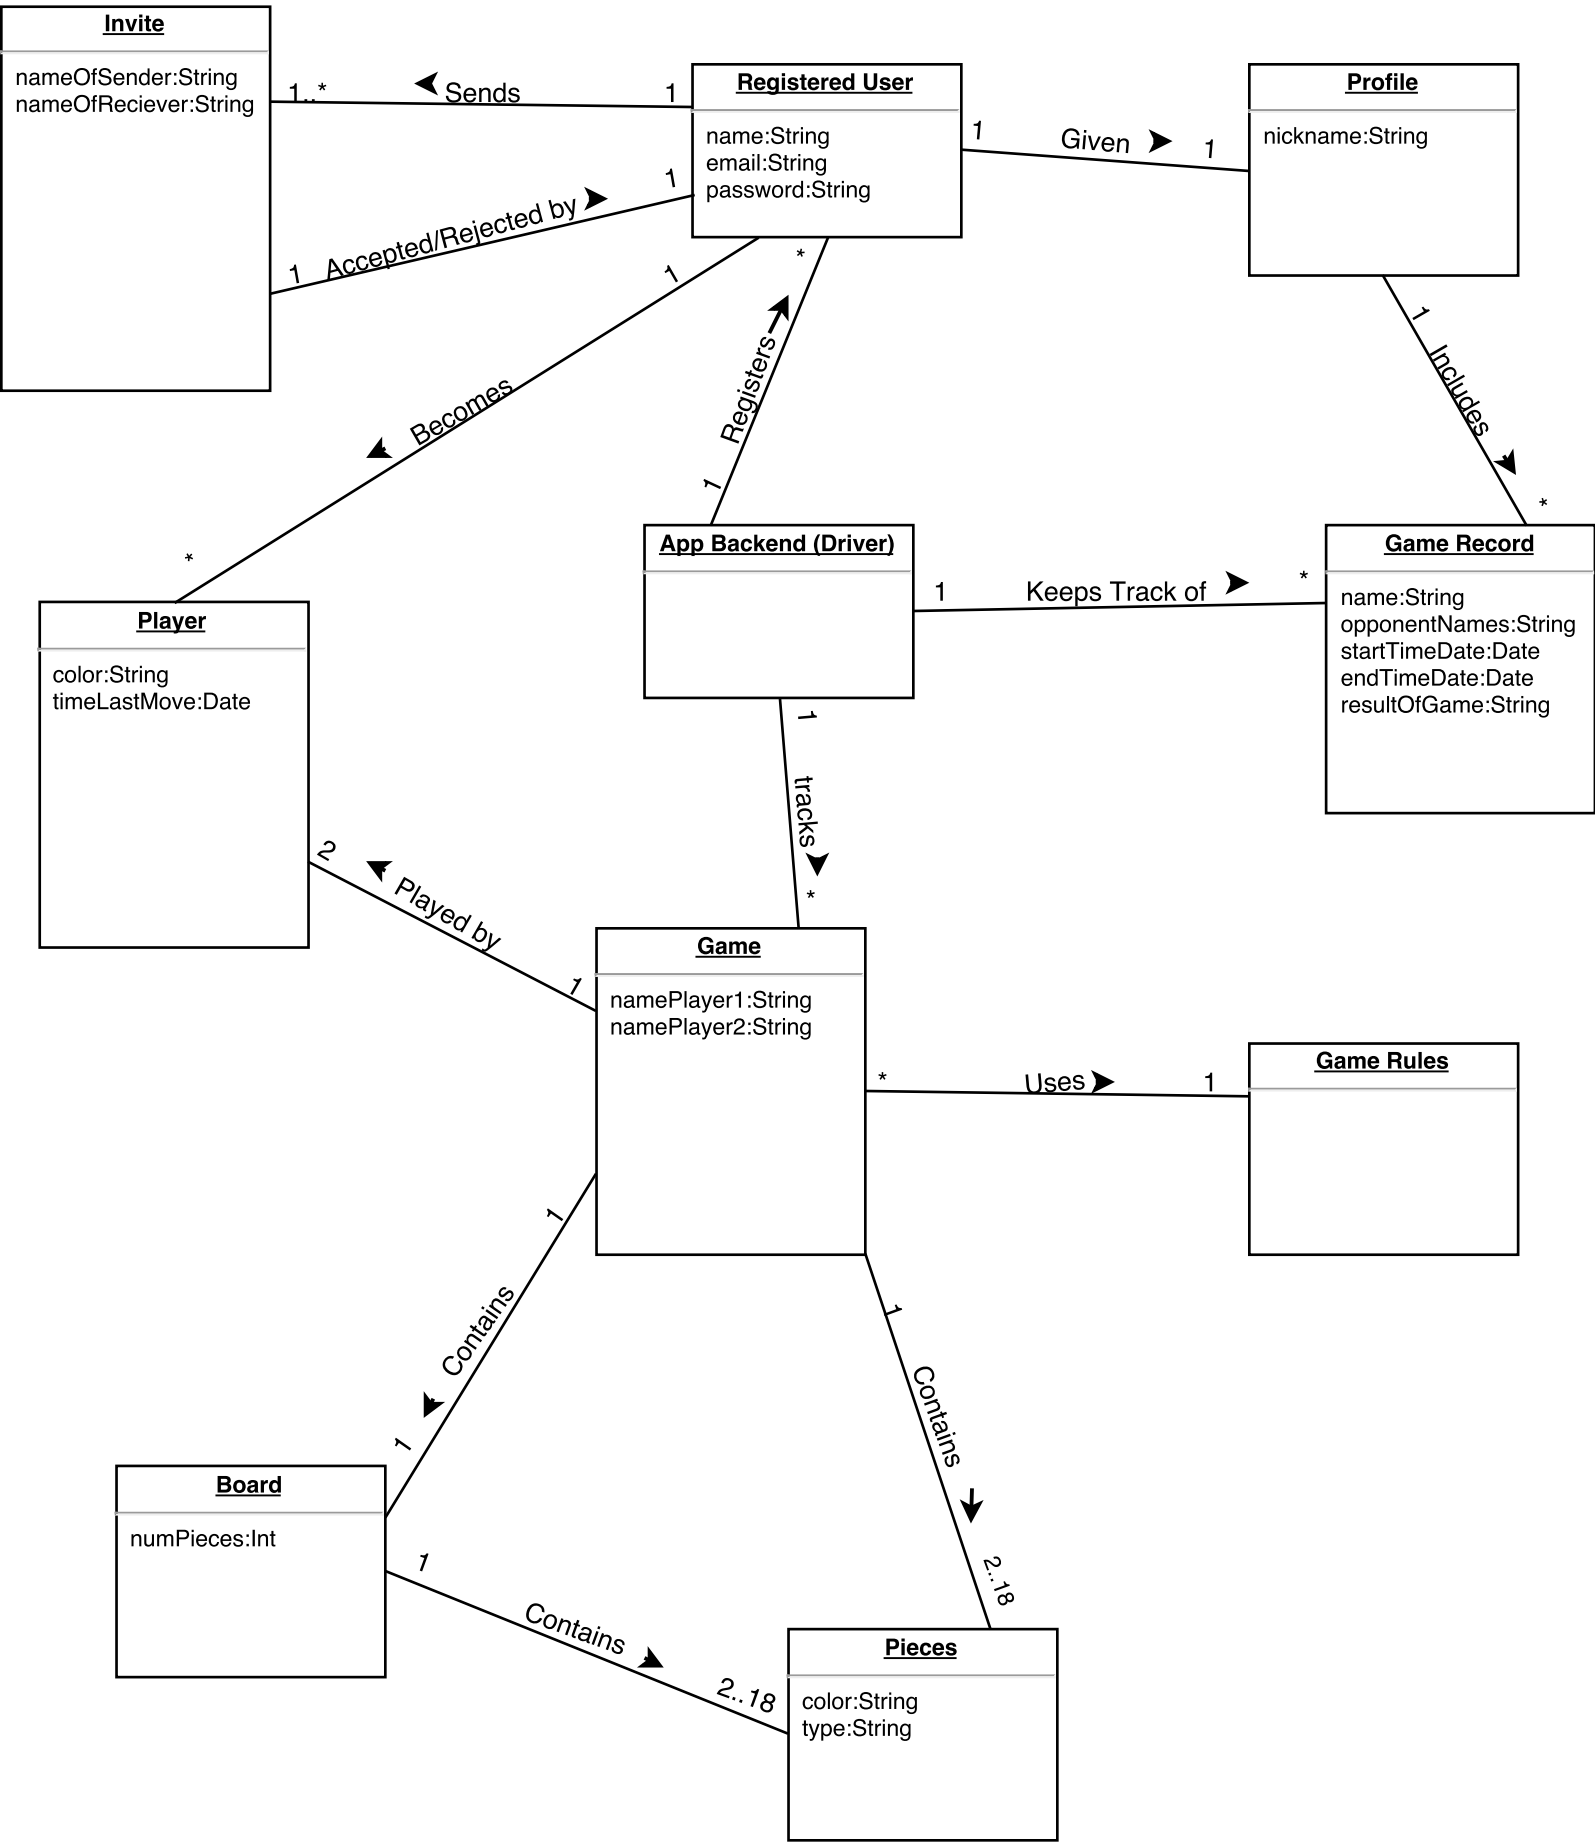 Invite
nameOfSender:String
nameOfReciever:String
1..*
Sends
1
Registered User
name:String
email:String
password:String
1
Given
1
Profile
nickname:String
1
Accepted/Rejected by
1
1
Becomes
*
*
Registers
1
1
Includes
*
App Backend (Driver)
1
Keeps Track of
*
Game Record
name:String
opponentNames:String
startTimeDate:Date
endTimeDate:Date
resultOfGame:String
Player
color:String
timeLastMove:Date
1
tracks
*
2
Played by
1
Game
namePlayer1:String
namePlayer2:String
*
Uses
1
Game Rules
1
Contains
1
1
Contains
2..18
Board
numPieces:Int
1
Contains
2..18
Pieces
color:String
type:String